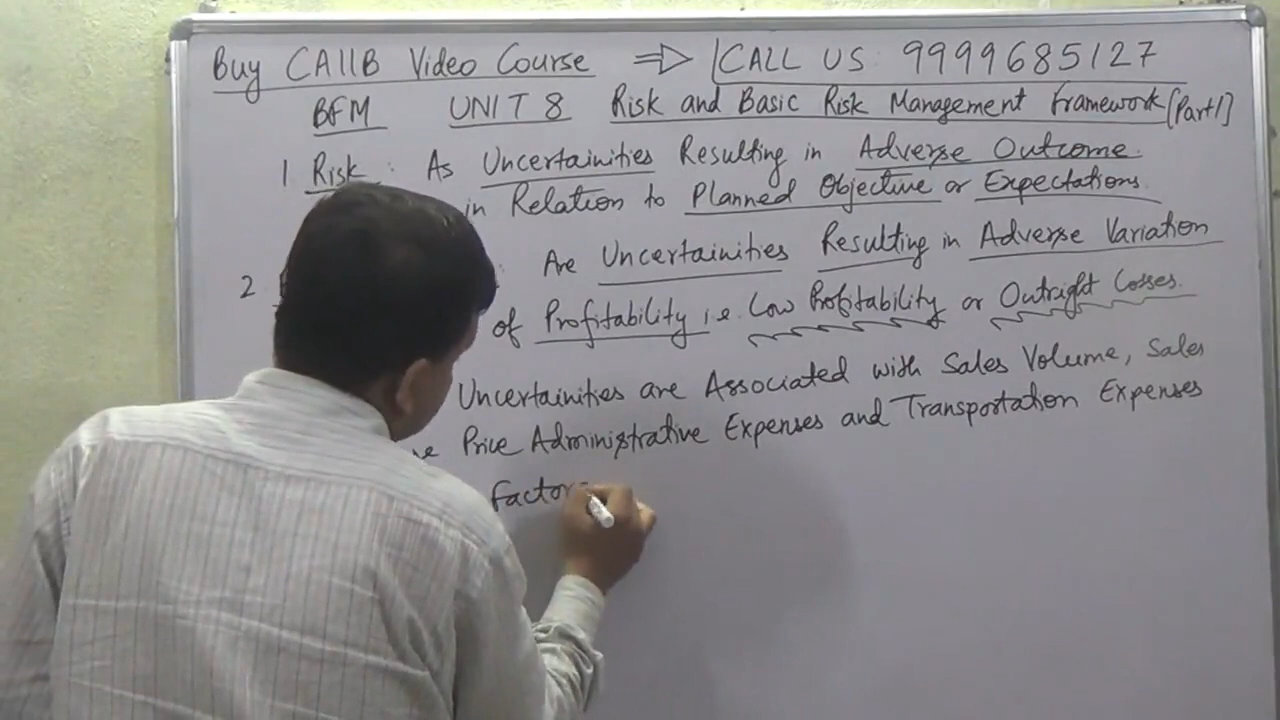 Buy CAIIB Video Course ⇒ CALL US 9999685127
BFM UNIT 8 Risk and Basic Risk Management Framework [Part 1]
1 Risk : As Uncertainities Resulting in Adverse Outcome
in Relation to Planned Objective or Expectations.
2 : Are Uncertainities Resulting in Adverse Variation
of Profitability i.e. Low Profitability or Outright Losses.
Uncertainities are Associated with Sales Volume, Sales
Price Administrative Expenses and Transportation Expenses
Factor